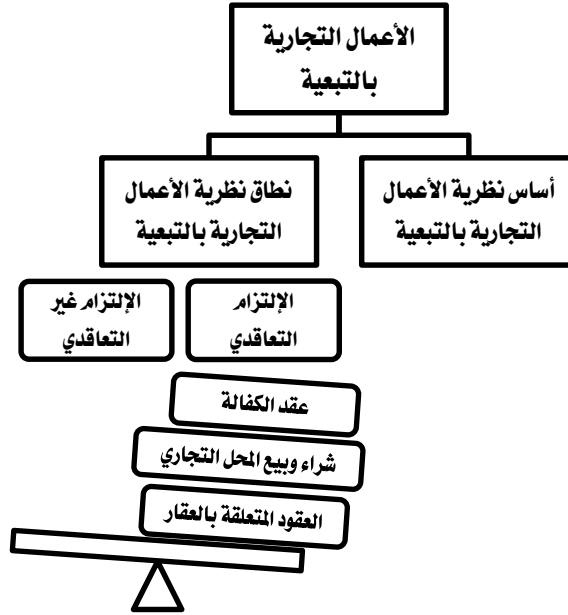 الأعمال التجارية
بالتبعية
أساس نظرية الأعمال
التجارية بالتبعية
نطاق نظرية الأعمال
التجارية بالتبعية
الإلتزام
التعاقدي
الإلتزام غير
التعاقدي
عقد الكفالة
شراء وبيع المحل التجاري
العقود المتعلقة بالعقار